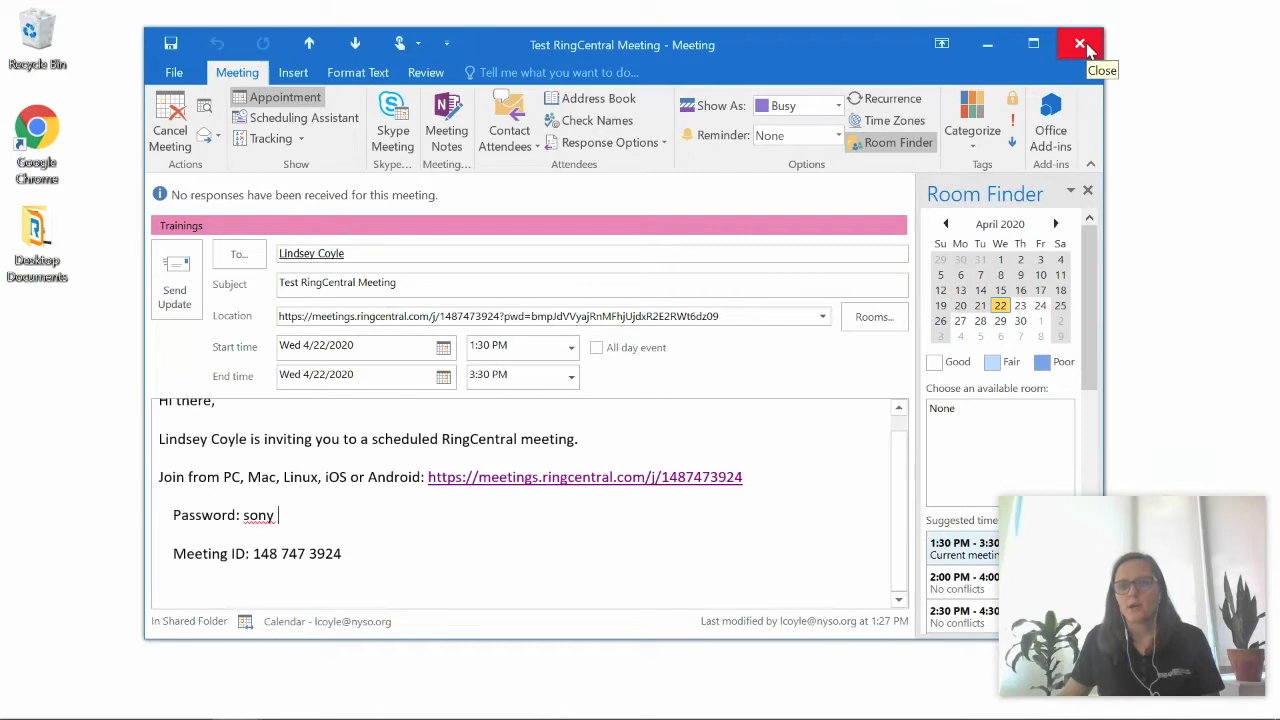 Recycle Bin
Google
Chrome
Desktop
Documents
Test RingCentral Meeting - Meeting
Close
File
Meeting
Insert
Format Text
Review
Tell me what you want to do...
Cancel
Meeting
Actions
Appointment
Scheduling Assistant
Tracking
Show
Skype
Meeting
Skype...
Meeting
Notes
Meeting...
Contact
Attendees
Address Book
Check Names
Response Options
Attendees
Show As:
Busy
Reminder:
None
Recurrence
Time Zones
Room Finder
Options
Categorize
Tags
Office
Add-ins
Add-ins
No responses have been received for this meeting.
Trainings
Send
Update
To...
Lindsey Coyle
Subject
Test RingCentral Meeting
Location
https://meetings.ringcentral.com/j/1487473924?pwd=bmpJdVVyajRnMFhjUjdxR2E2RWt6dz09
Rooms...
Start time
Wed 4/22/2020
1:30 PM
All day event
End time
Wed 4/22/2020
3:30 PM
Hi there,
Lindsey Coyle is inviting you to a scheduled RingCentral meeting.
Join from PC, Mac, Linux, iOS or Android: https://meetings.ringcentral.com/j/1487473924
Password: sony
Meeting ID: 148 747 3924
In Shared Folder
Calendar - lcoyle@nyso.org
Last modified by lcoyle@nyso.org at 1:27 PM
Room Finder
April 2020
Su Mo Tu We Th Fr Sa
29 30 31 1 2 3 4
5 6 7 8 9 10 11
12 13 14 15 16 17 18
19 20 21 22 23 24 25
26 27 28 29 30 1 2
3 4 5 6 7 8 9
Good
Fair
Poor
Choose an available room:
None
Suggested time
1:30 PM - 3:30
Current meetin
2:00 PM - 4:00
No conflicts
2:30 PM - 4:30
No conflicts